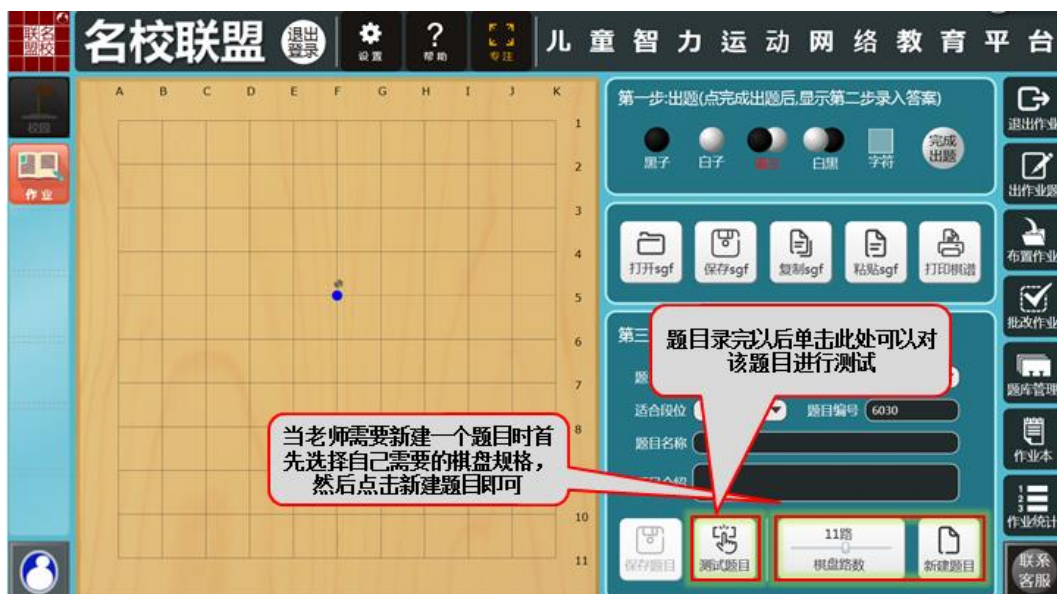 联名
盟校
名校联盟
退出
登录
设置
?
帮助
专注
儿童智力运动网络教育平台
校园
作业
A B C D E F G H I J K
1
2
3
4
5
6
7
8
10
11
第一步:出题(点完成出题后,显示第二步录入答案)
黑子
白子
黑白
白黑
字符
完成
出题
打开sgf
保存sgf
复制sgf
粘贴sgf
打印棋谱
第三
题目录完以后单击此处可以对
该题目进行测试
题
适合段位
题目编号
6030
题目名称
当老师需要新建一个题目时首
先选择自己需要的棋盘规格，
然后点击新建题目即可
保存题目
测试题目
11路
棋盘路数
新建题目
退出作业
出作业题
布置作业
批改作业
题库管理
作业本
1
2
3
作业统计
联系
客服